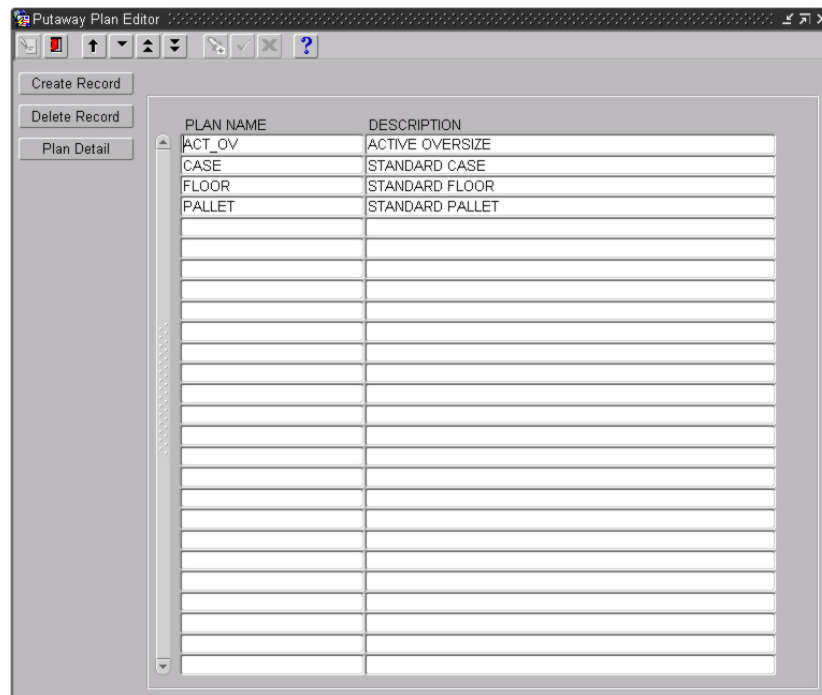 Putaway Plan Editor
?
Create Record
Delete Record
Plan Detail
PLAN NAME DESCRIPTION
ACT_OV ACTIVE OVERSIZE
CASE STANDARD CASE
FLOOR STANDARD FLOOR
PALLET STANDARD PALLET